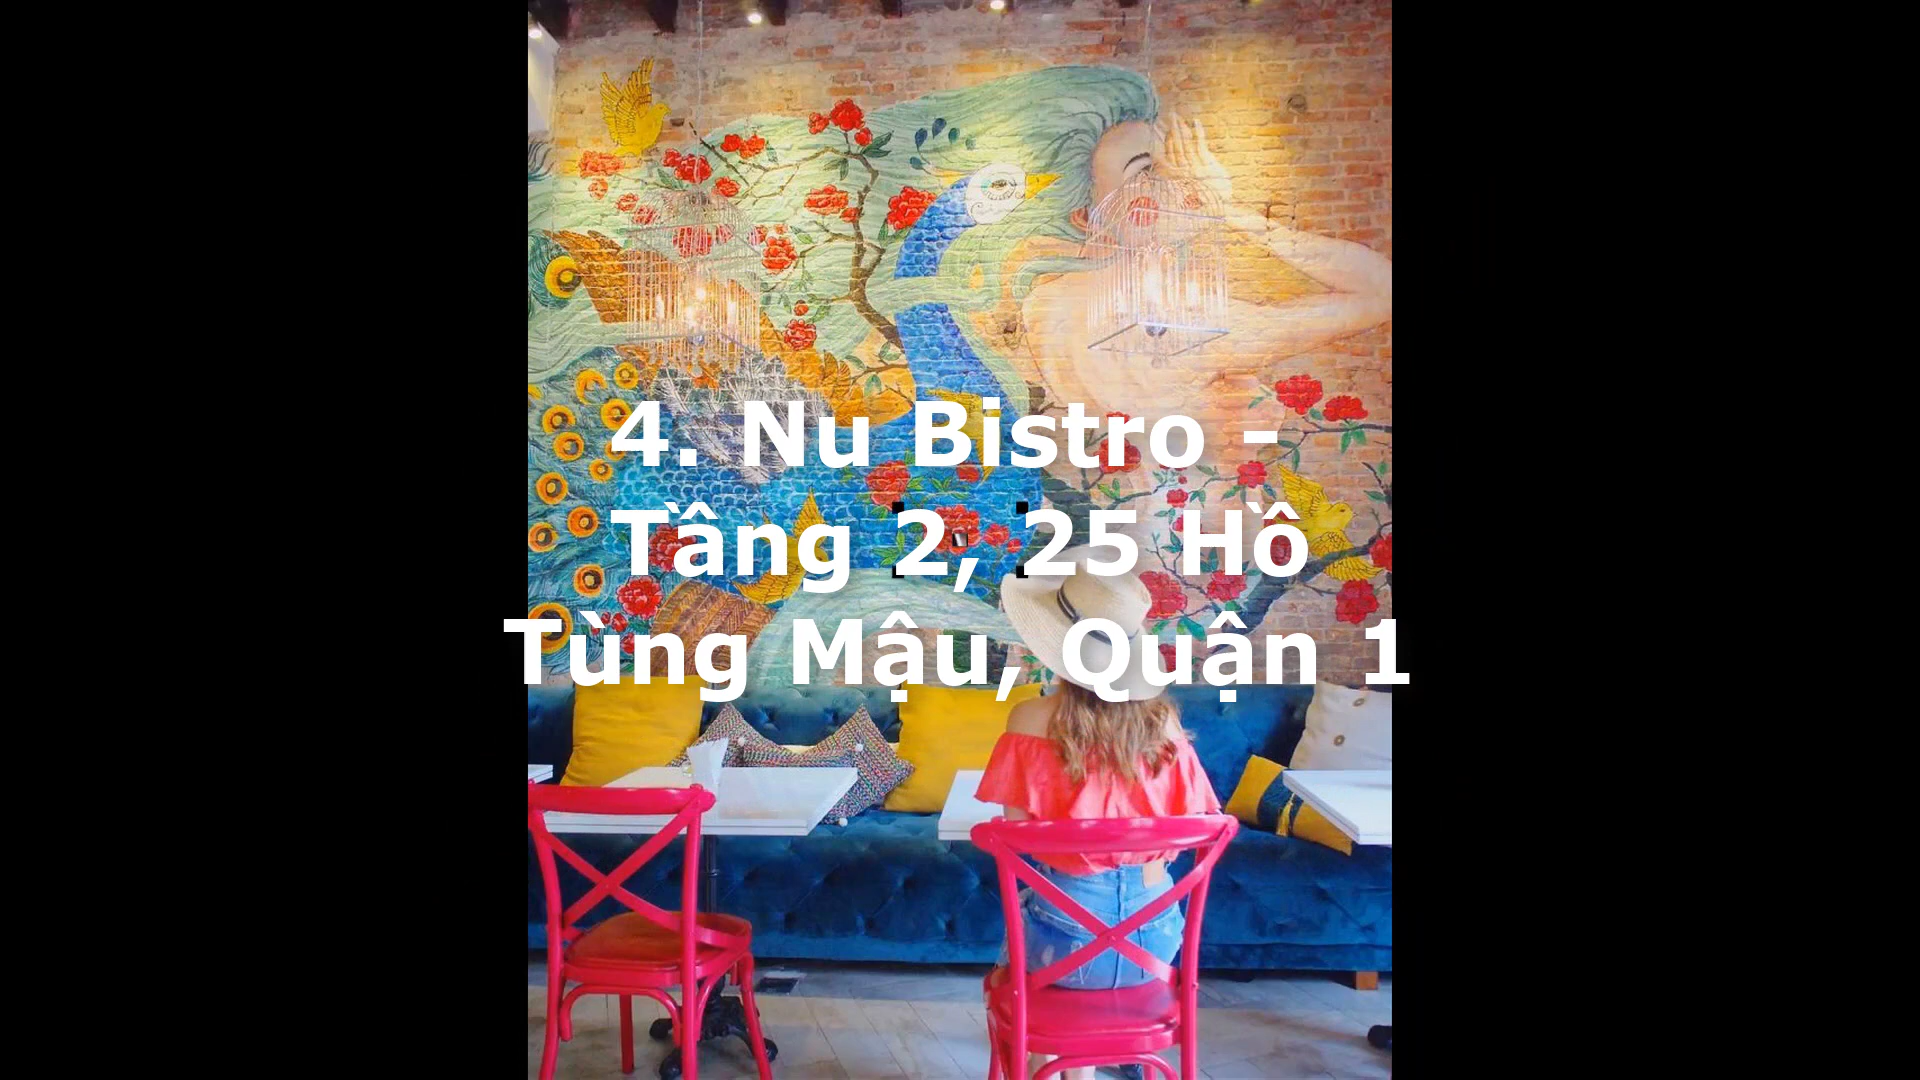 4. Nu Bistro -
Tầng 2, 25 Hồ
Tùng Mậu, Quận 1